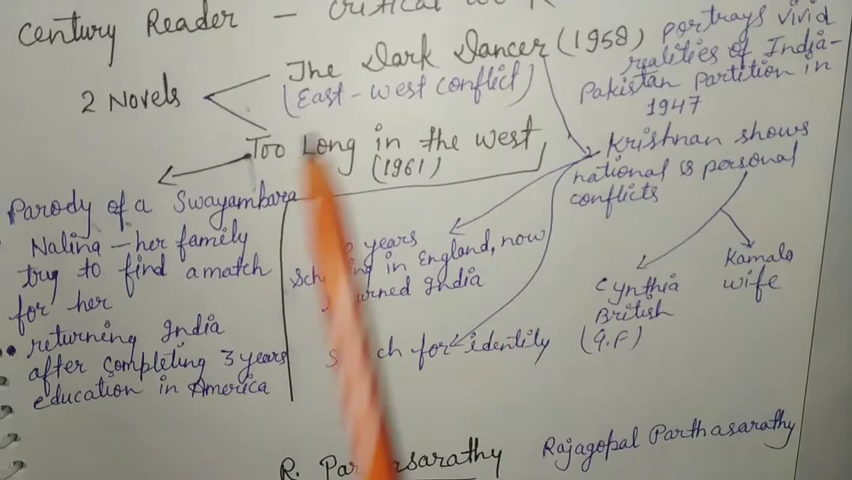 Century Reader - Critical
2 Novels
The Dark Dancer (1958)
(East-west conflict)
Too Long in the west
(1961)
portrays vivid
realities of India-
Pakistan Partition in
1947
Krishnan shows
national is personal
conflicts
Cynthia
British
(G.F)
Kamala
wife
years
in England, now
India
for identity
Parody of a Swayambara
Nalina - her family
try to find a match
for her
• returning India
after completing 3 years
education in America
R. Rajagopal Parthasarathy